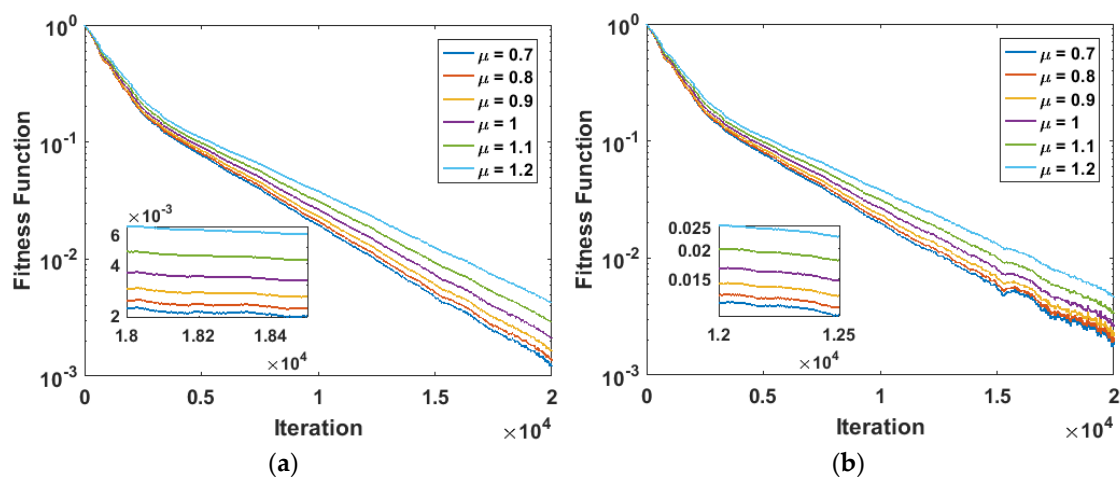 10^0
10^-1
10^-2
10^-3
Fitness Function
μ = 0.7
μ = 0.8
μ = 0.9
μ = 1
μ = 1.1
μ = 1.2
×10^-3
6
4
2
1.8 1.82 1.84
×10^4
0 0.5 1 1.5 2
×10^4
Iteration
(a)
10^0
10^-1
10^-2
10^-3
Fitness Function
μ = 0.7
μ = 0.8
μ = 0.9
μ = 1
μ = 1.1
μ = 1.2
0.025
0.02
0.015
1.2 1.25
×10^4
0 0.5 1 1.5 2
×10^4
Iteration
(b)